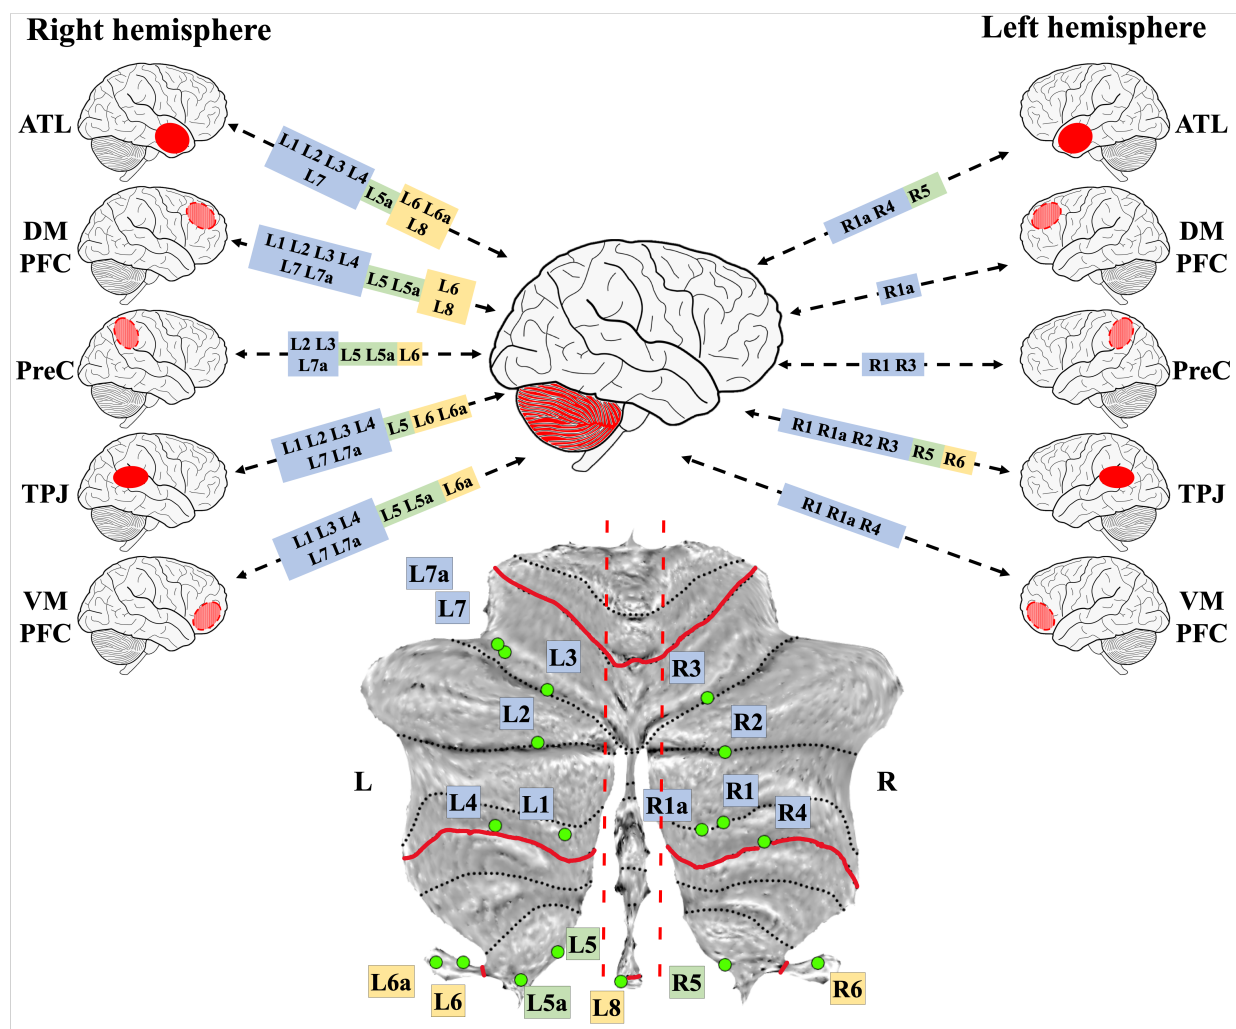 Right hemisphere
Left hemisphere
ATL
L1 L2 L3 L4
L7
L5a
L6 L6a
L8
R1a R4
R5
ATL
DM
PFC
L1 L2 L3 L4
L7 L7a
L5 L5a
L6
L8
R1a
DM
PFC
PreC
L2 L3
L7a
L5 L5a
L6
R1 R3
PreC
TPJ
L1 L2 L3 L4
L7 L7a
L5
L6 L6a
R1 R1a R2 R3
R5
R6
TPJ
VM
PFC
L1 L3 L4
L7 L7a
L5 L5a
L6a
R1 R1a R4
VM
PFC
L7a
L7
L3
R3
L2
R2
L
R
L4
L1
R1a
R1
R4
L5
L6a
L6
L5a
L8
R5
R6